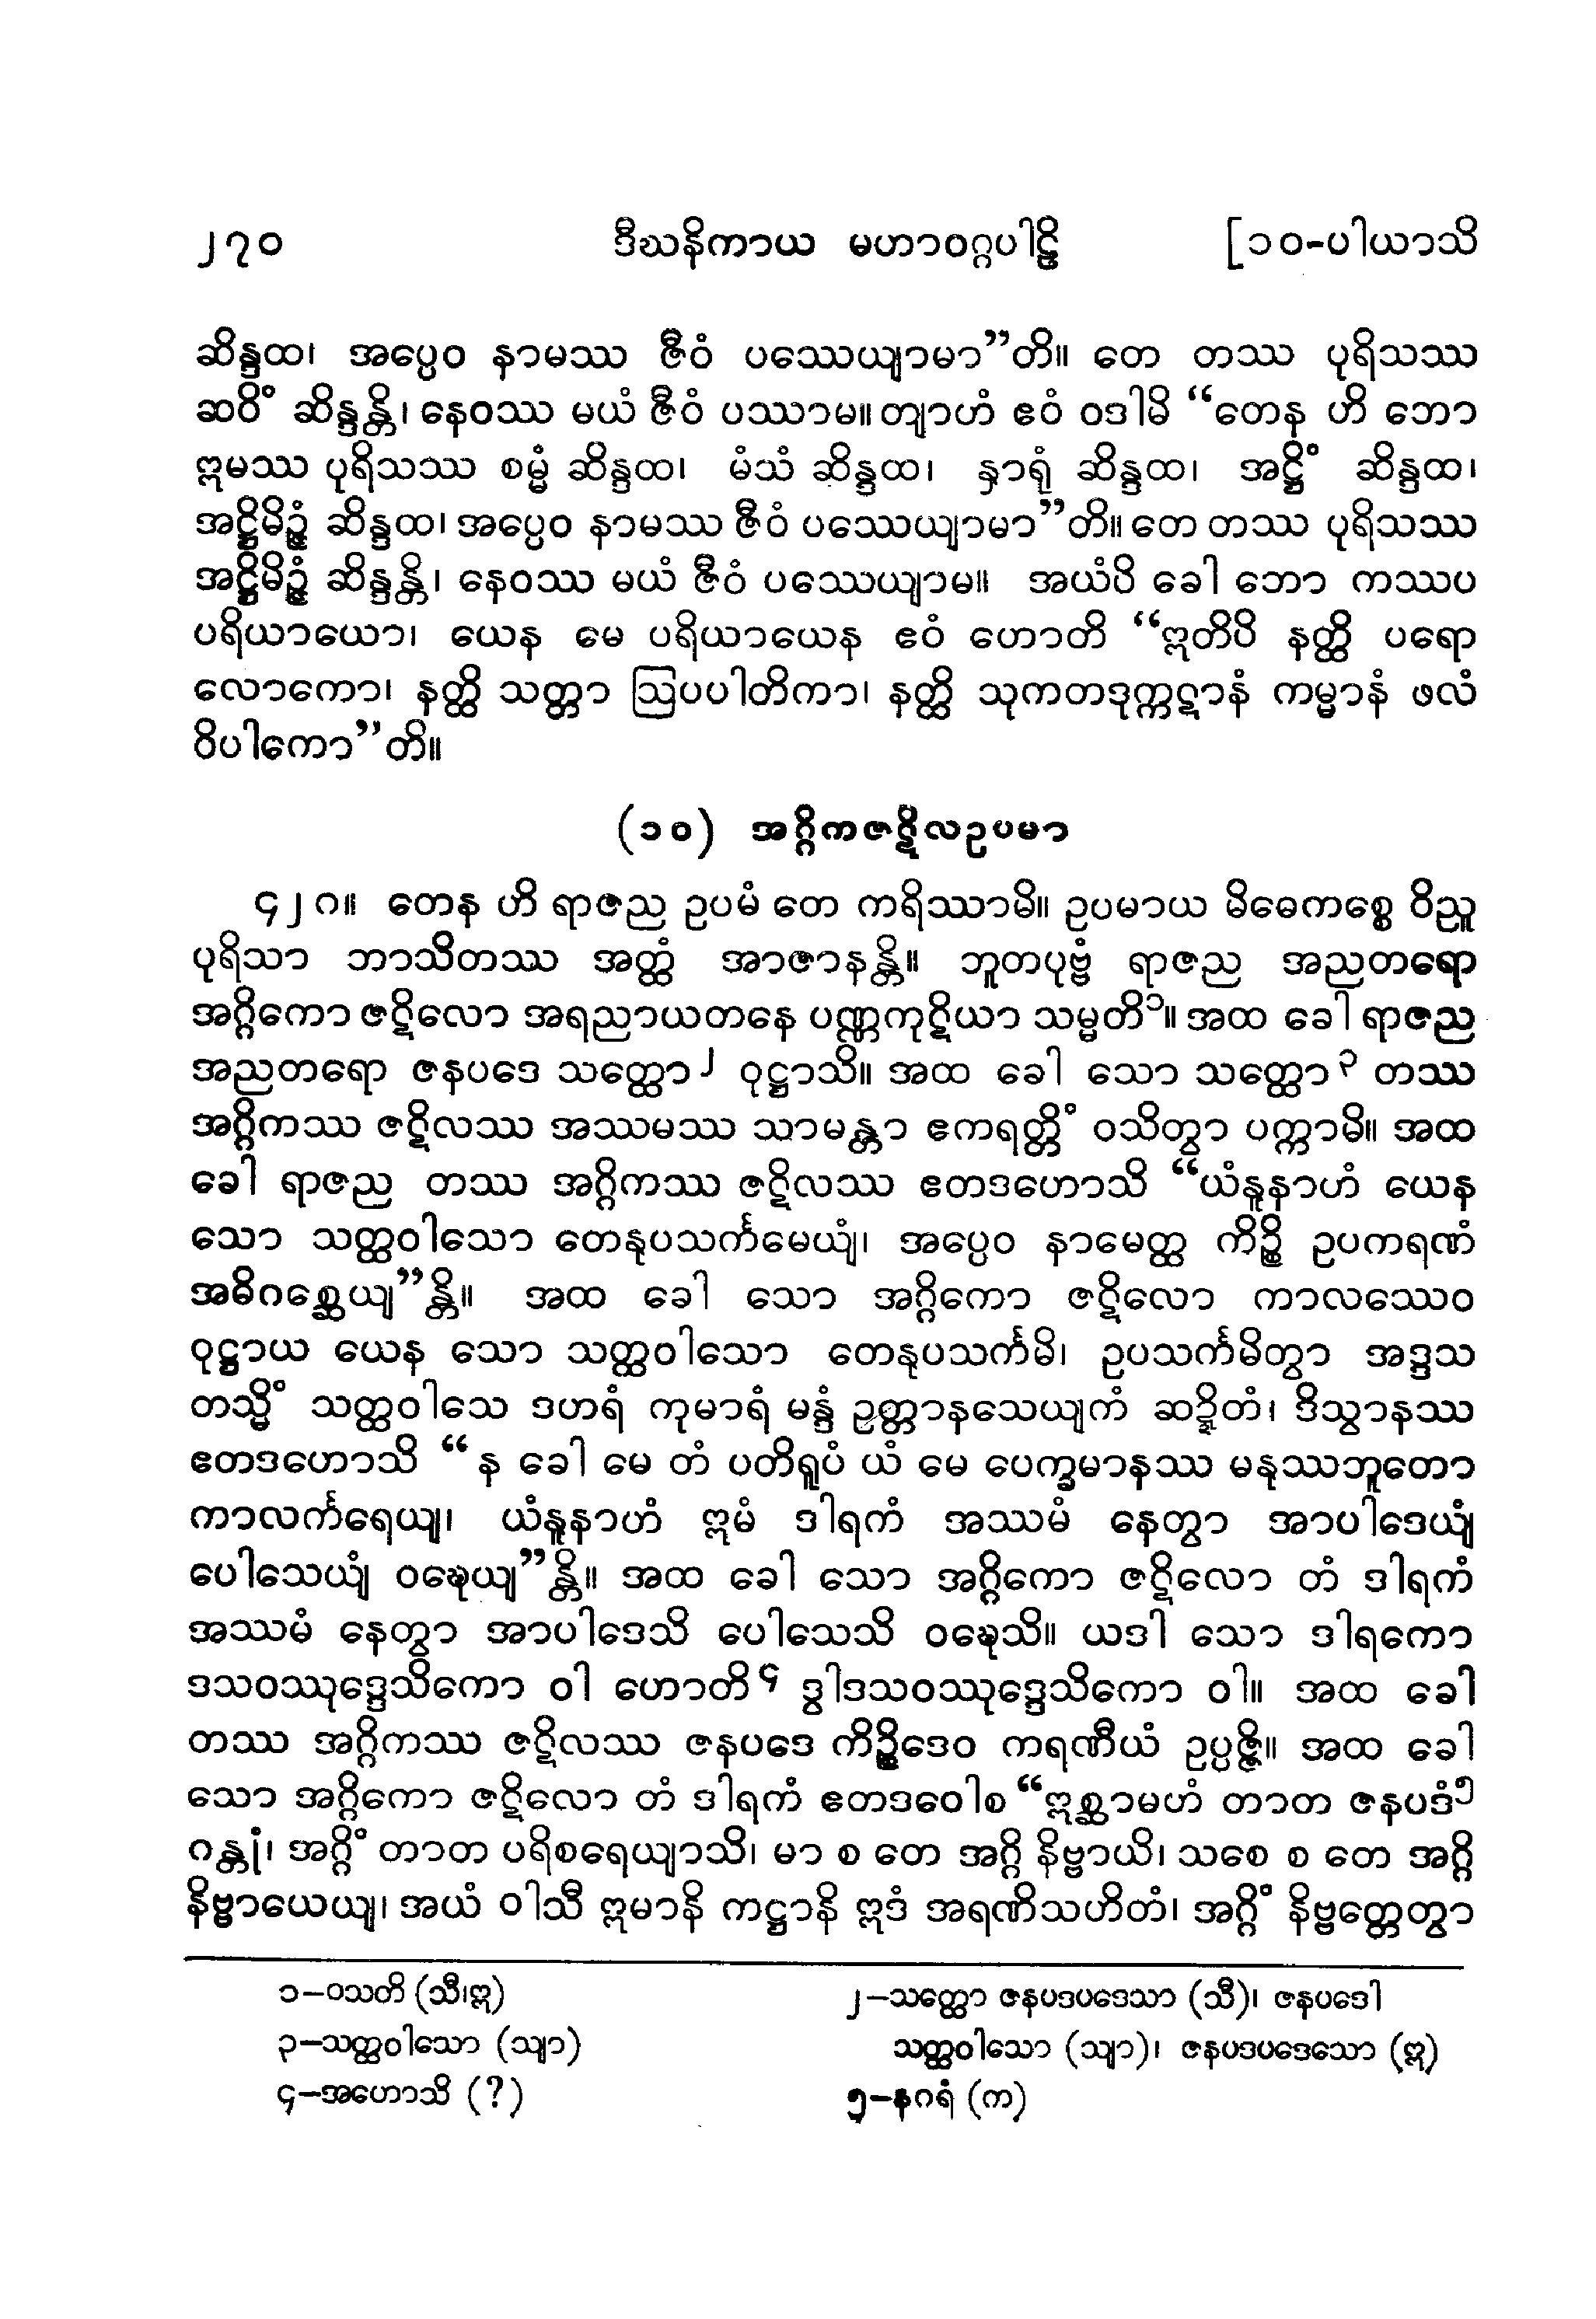 ၂၇၀ ဒီဃနိကာယ မဟာဝဂ္ဂပါဠိ [၁၀-ပါယာသိ
ဆိန္ဒထ၊ အပ္ပေဝ နာမဿ ဇီဝံ ပဿေယျာမာ”တိ။ တေ တဿ ပုရိသဿ
ဆဝိံ ဆိန္ဒန္တိ၊ နေဝဿ မယံ ဇီဝံ ပဿာမ။ တျာဟံ ဧဝံ ဝဒါမိ “တေန ဟိ ဘော
ဣမဿ ပုရိသဿ စမ္မံ ဆိန္ဒထ၊ မံသံ ဆိန္ဒထ၊ နှာရုံ ဆိန္ဒထ၊ အဋ္ဌိံ ဆိန္ဒထ၊
အဋ္ဌိမိဉ္ဇံ ဆိန္ဒထ၊ အပ္ပေဝ နာမဿ ဇီဝံ ပဿေယျာမာ”တိ။ တေ တဿ ပုရိသဿ
အဋ္ဌိမိဉ္ဇံ ဆိန္ဒန္တိ၊ နေဝဿ မယံ ဇီဝံ ပဿေယျာမ။ အယံပိ ခေါ ဘော ကဿပ
ပရိယာယော၊ ယေန မေ ပရိယာယေန ဧဝံ ဟောတိ “ဣတိပိ နတ္ထိ ပရော
လောကော၊ နတ္ထိ သတ္တာ ဩပပါတိကာ၊ နတ္ထိ သုကတဒုက္ကဋာနံ ကမ္မာနံ ဖလံ
ဝိပါကော”တိ။
(၁၀) အဂ္ဂိကဇဋိလဥပမာ
၄၂၈။ တေန ဟိ ရာဇည ဥပမံ တေ ကရိဿာမိ။ ဥပမာယ မိဓေကစ္စေ ဝိညူ
ပုရိသာ ဘာသိတဿ အတ္ထံ အာဇာနန္တိ။ ဘူတပုဗ္ဗံ ရာဇည အညတရော
အဂ္ဂိကော ဇဋိလော အရညာယတနေ ပဏ္ဏကုဋိယာ သမ္မတိ၁။ အထ ခေါ ရာဇည
အညတရော ဇနပဒေ သတ္ထော၂ ဝုဋ္ဌာသိ။ အထ ခေါ သော သတ္ထော၃ တဿ
အဂ္ဂိကဿ ဇဋိလဿ အဿမဿ သာမန္တာ ဧကရတ္တိံ ဝသိတွာ ပက္ကာမိ။ အထ
ခေါ ရာဇည တဿ အဂ္ဂိကဿ ဇဋိလဿ ဧတဒဟောသိ “ယံနူနာဟံ ယေန
သော သတ္ထဝါသော တေနုပသင်္ကမေယျံ၊ အပ္ပေဝ နာမေတ္ထ ကိဉ္စိ ဥပကရဏံ
အဓိဂစ္ဆေယျ”န္တိ။ အထ ခေါ သော အဂ္ဂိကော ဇဋိလော ကာလဿေဝ
ဝုဋ္ဌာယ ယေန သော သတ္ထဝါသော တေနုပသင်္ကမိ၊ ဥပသင်္ကမိတွာ အဒ္ဒသ
တသ္မိံ သတ္ထဝါသေ ဒဟရံ ကုမာရံ မန္ဒံ ဥတ္တာနသေယျကံ ဆဍ္ဍိတံ၊ ဒိသွာနဿ
ဧတဒဟောသိ “န ခေါ မေ တံ ပတိရူပံ ယံ မေ ပေက္ခမာနဿ မနုဿဘူတော
ကာလင်္ကရေယျ၊ ယံနူနာဟံ ဣမံ ဒါရကံ အဿမံ နေတွာ အာပါဒေယျံ
ပေါသေယျံ ဝဍ္ဎေယျ”န္တိ။ အထ ခေါ သော အဂ္ဂိကော ဇဋိလော တံ ဒါရကံ
အဿမံ နေတွာ အာပါဒေသိ ပေါသေသိ ဝဍ္ဎေသိ။ ယဒါ သော ဒါရကော
ဒသဝဿုဒ္ဒေသိကော ဝါ ဟောတိ၄ ဒွါဒသဝဿုဒ္ဒေသိကော ဝါ။ အထ ခေါ
တဿ အဂ္ဂိကဿ ဇဋိလဿ ဇနပဒေ ကိဉ္စိဒေဝ ကရဏီယံ ဥပ္ပဇ္ဇိ။ အထ ခေါ
သော အဂ္ဂိကော ဇဋိလော တံ ဒါရကံ ဧတဒဝေါစ “ဣစ္ဆာမဟံ တာတ ဇနပဒံ၅
ဂန္တုံ၊ အဂ္ဂိံ တာတ ပရိစရေယျာသိ၊ မာ စ တေ အဂ္ဂိ နိဗ္ဗာယိ၊ သစေ စ တေ အဂ္ဂိ
နိဗ္ဗာယေယျ၊ အယံ ဝါသီ ဣမာနိ ကဋ္ဌာနိ ဣဒံ အရဏိသဟိတံ၊ အဂ္ဂိံ နိဗ္ဗတ္တေတွာ
၁–ဝသတိ (သီ၊ဣ)
၂–သတ္ထော ဇနပဒပဒေသာ (သီ)၊ ဇနပဒေါ
သတ္ထဝါသော (သျာ)၊ ဇနပဒပဒေသော (ဣ)
၃–သတ္ထဝါသော (သျာ)
၄–အဟောသိ (?)
၅–နဂရံ (က)